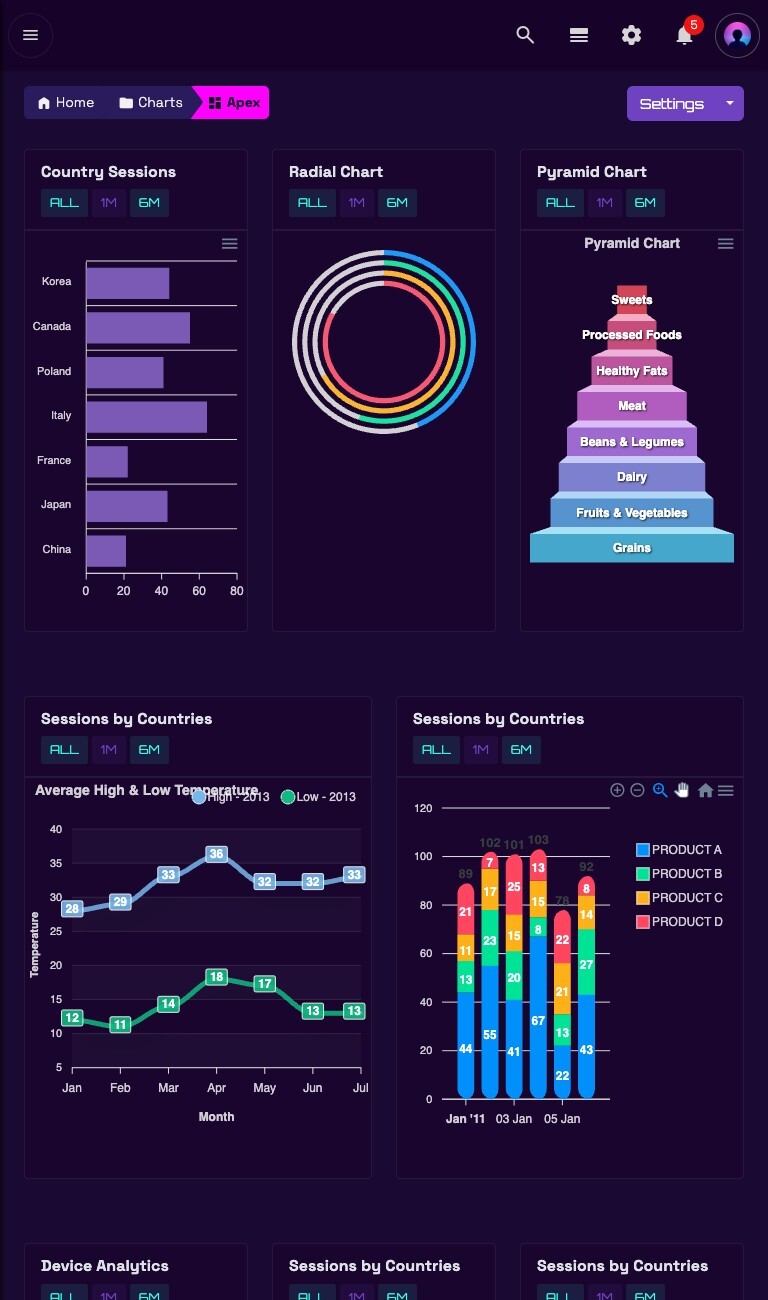 5
Home Charts Apex
Settings
Country Sessions
ALL 1M 6M
Korea
Canada
Poland
Italy
France
Japan
China
0 20 40 60 80
Radial Chart
ALL 1M 6M
Pyramid Chart
ALL 1M 6M
Pyramid Chart
Sweets
Processed Foods
Healthy Fats
Meat
Beans & Legumes
Dairy
Fruits & Vegetables
Grains
Sessions by Countries
ALL 1M 6M
Average High & Low Temperature
High - 2013 Low - 2013
Temperature
40
35
30
25
20
15
10
5
28 29 33 36 32 32 33
12 11 14 18 17 13 13
Jan Feb Mar Apr May Jun Jul
Month
Sessions by Countries
ALL 1M 6M
120
100
80
60
40
20
0
89 102 101 103 78 92
21 7 25 13 22 8
11 17 15 15 21 14
13 23 20 8 13 27
44 55 41 67 22 43
Jan '11 03 Jan 05 Jan
PRODUCT A
PRODUCT B
PRODUCT C
PRODUCT D
Device Analytics
ALL 1M 6M
Sessions by Countries
ALL 1M 6M
Sessions by Countries
ALL 1M 6M